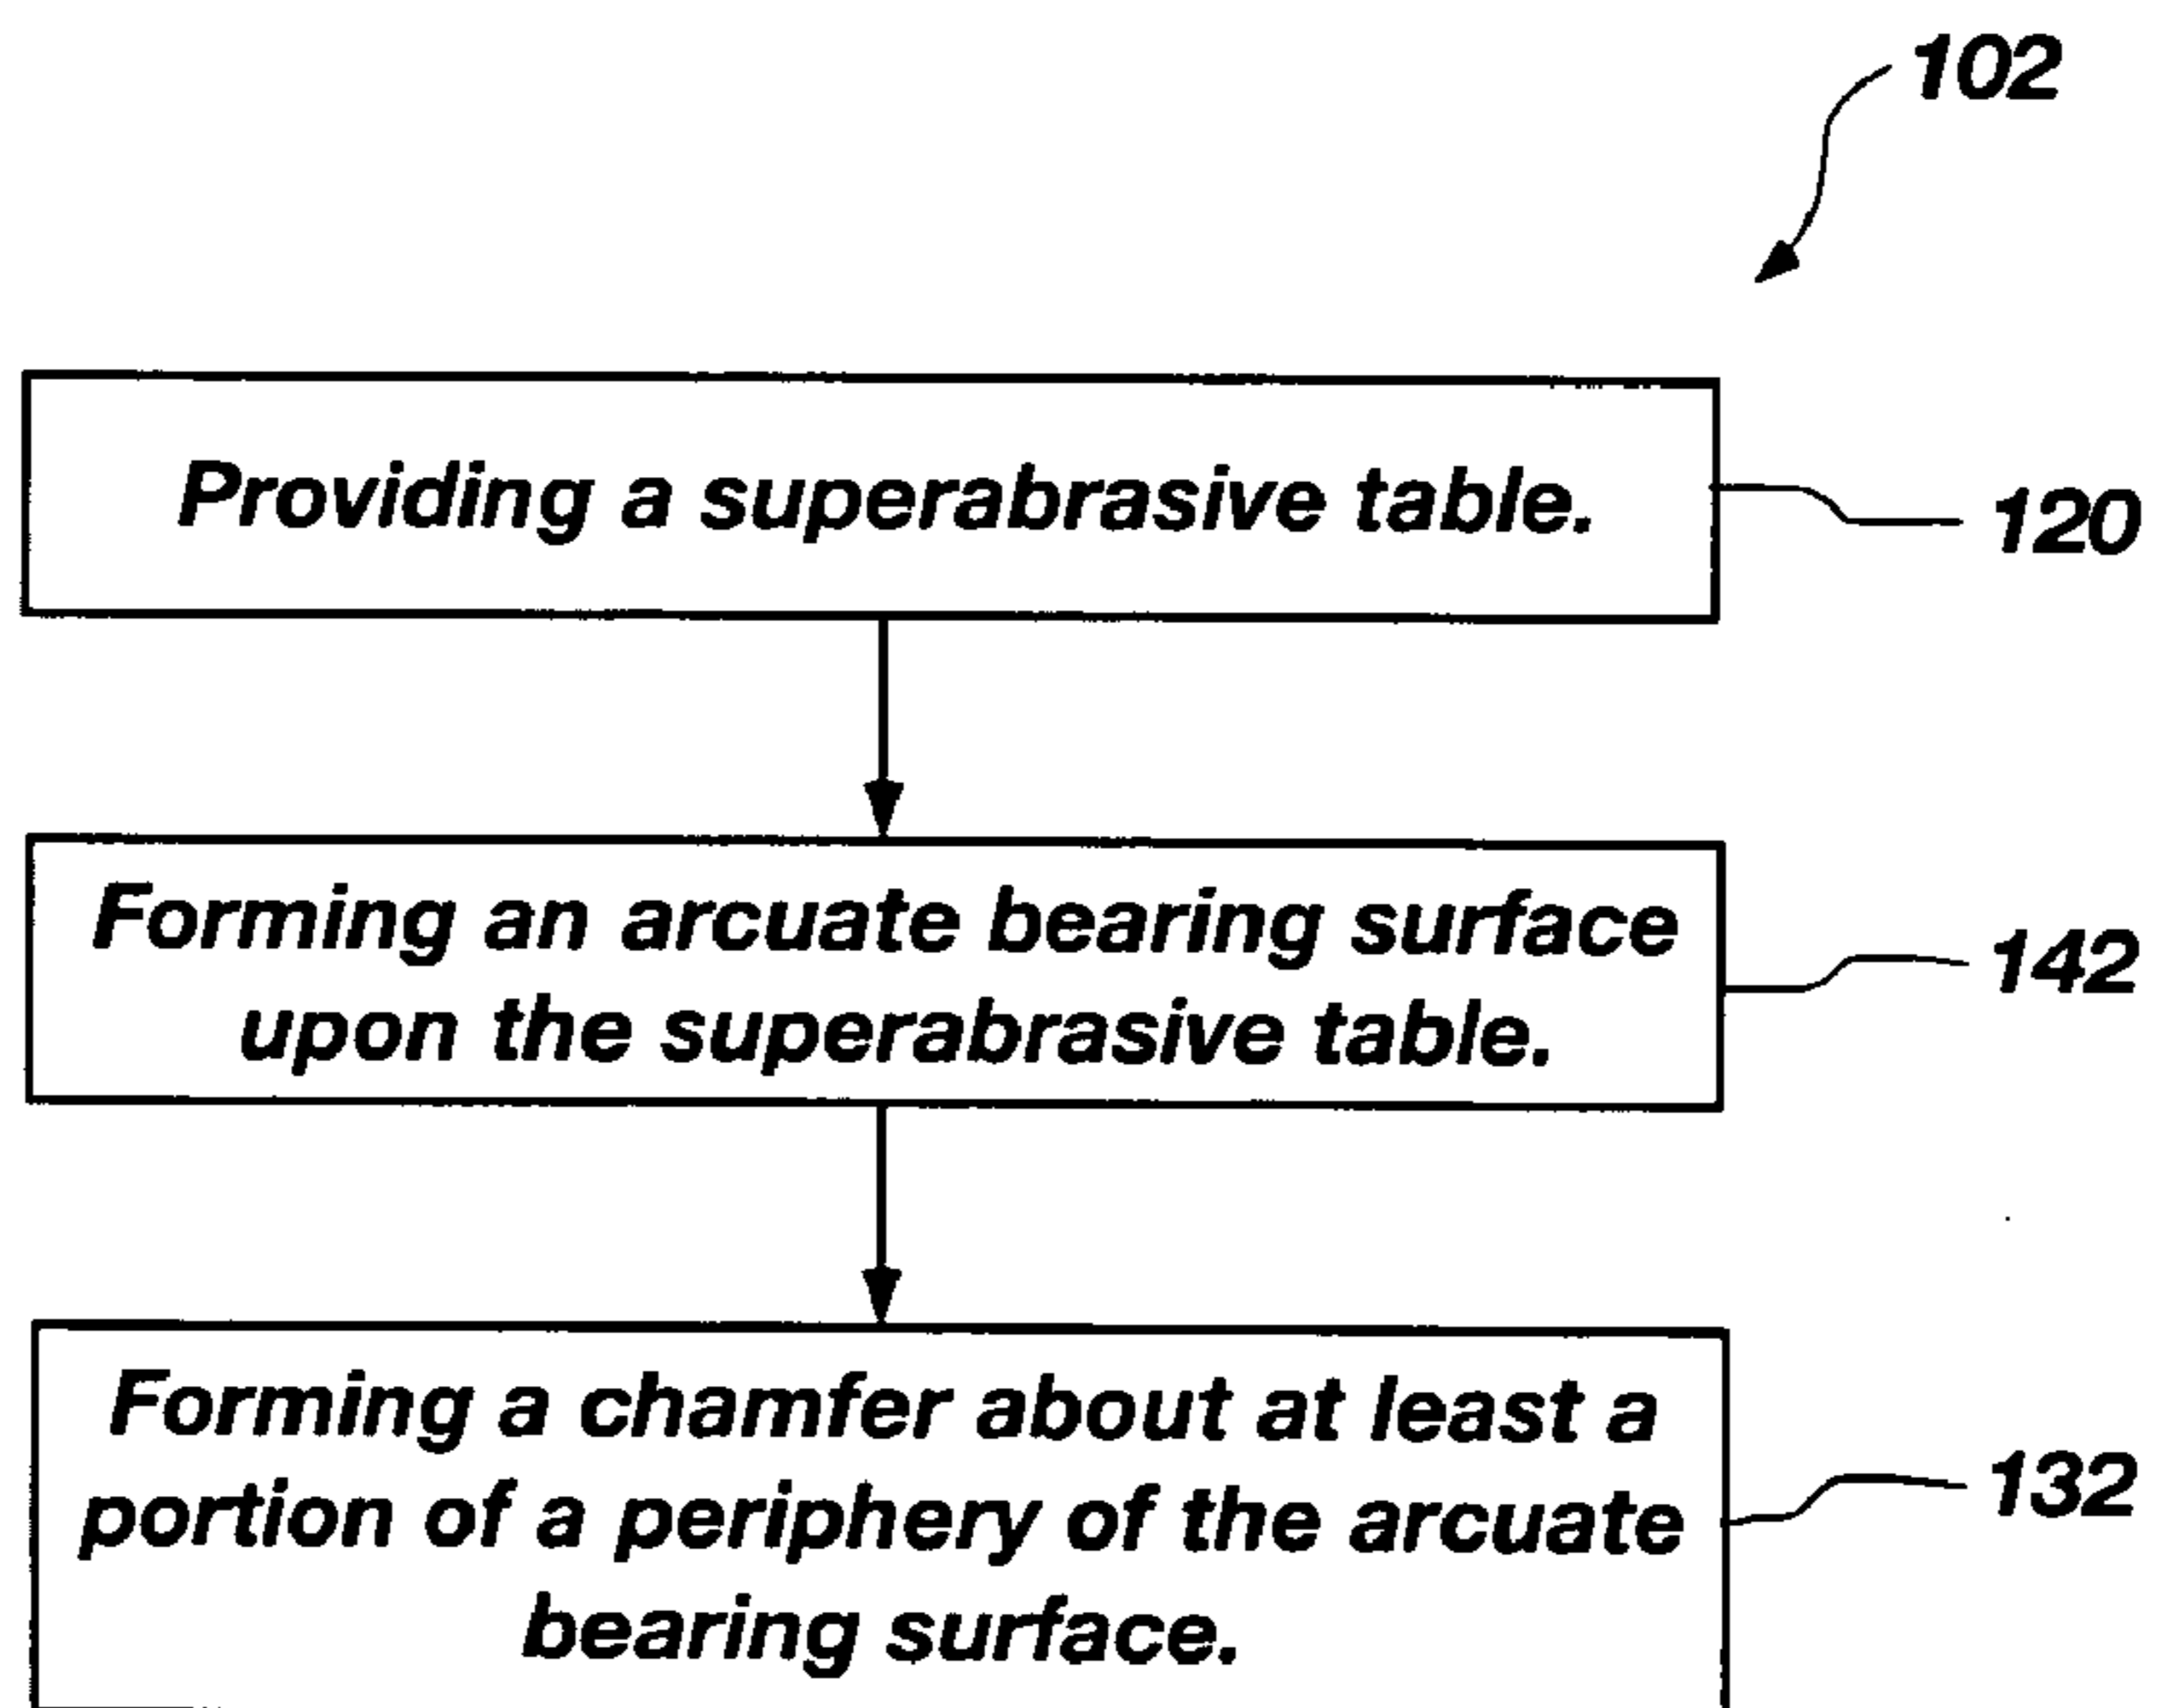 102
Providing a superabrasive table.
120
Forming an arcuate bearing surface
upon the superabrasive table.
142
Forming a chamfer about at least a
portion of a periphery of the arcuate
bearing surface.
132